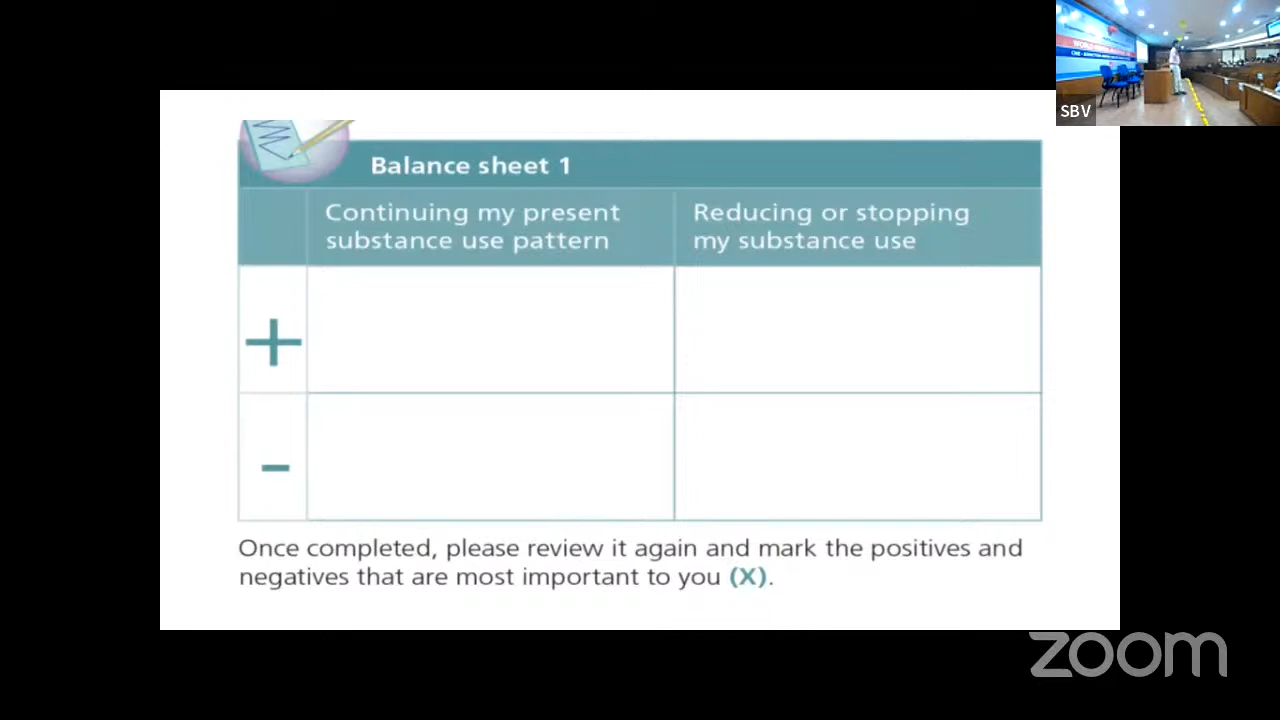 SBV
Balance sheet 1
Continuing my present
substance use pattern
Reducing or stopping
my substance use
+
-
Once completed, please review it again and mark the positives and
negatives that are most important to you (X).
zoom